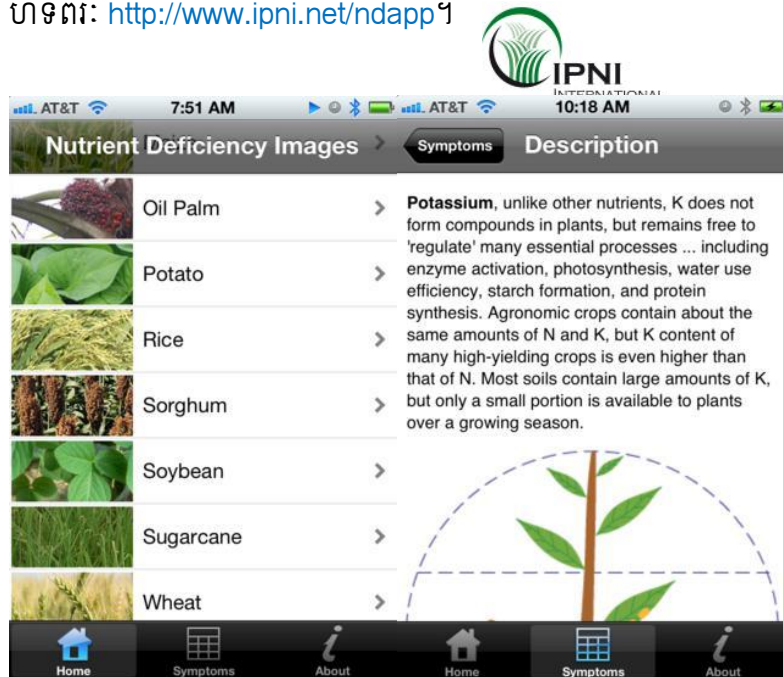 ហទំព័រ: http://www.ipni.net/ndapp។
IPNI
INTERNATIONAL
AT&T 7:51 AM
Nutrient Deficiency Images
Oil Palm
Potato
Rice
Sorghum
Soybean
Sugarcane
Wheat
Home Symptoms About
AT&T 10:18 AM
Symptoms Description
Potassium, unlike other nutrients, K does not
form compounds in plants, but remains free to
'regulate' many essential processes ... including
enzyme activation, photosynthesis, water use
efficiency, starch formation, and protein
synthesis. Agronomic crops contain about the
same amounts of N and K, but K content of
many high-yielding crops is even higher than
that of N. Most soils contain large amounts of K,
but only a small portion is available to plants
over a growing season.
Home Symptoms About